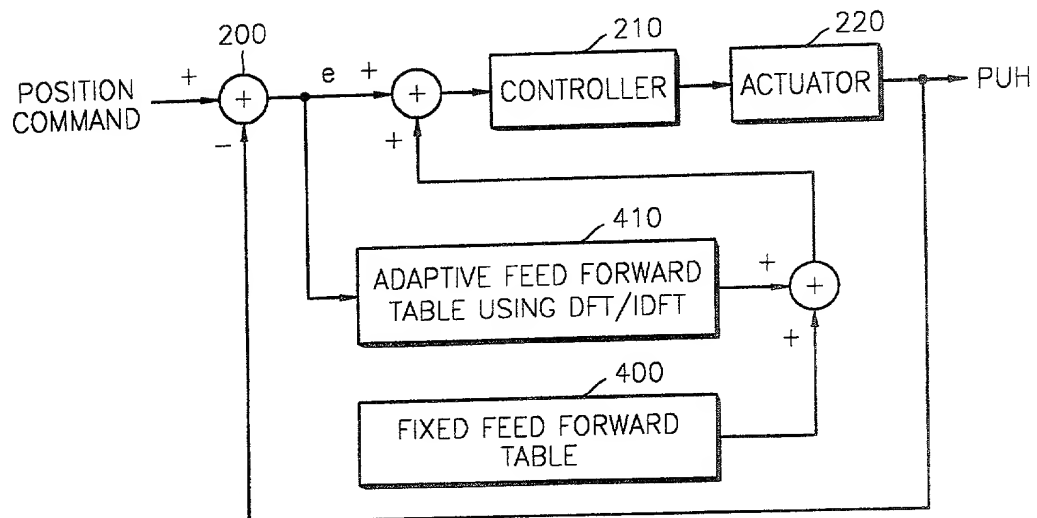 200
210
220
POSITION
COMMAND
+
+
e
+
+
CONTROLLER
ACTUATOR
PUH
−
+
410
ADAPTIVE FEED FORWARD
TABLE USING DFT/IDFT
+
+
+
400
FIXED FEED FORWARD
TABLE